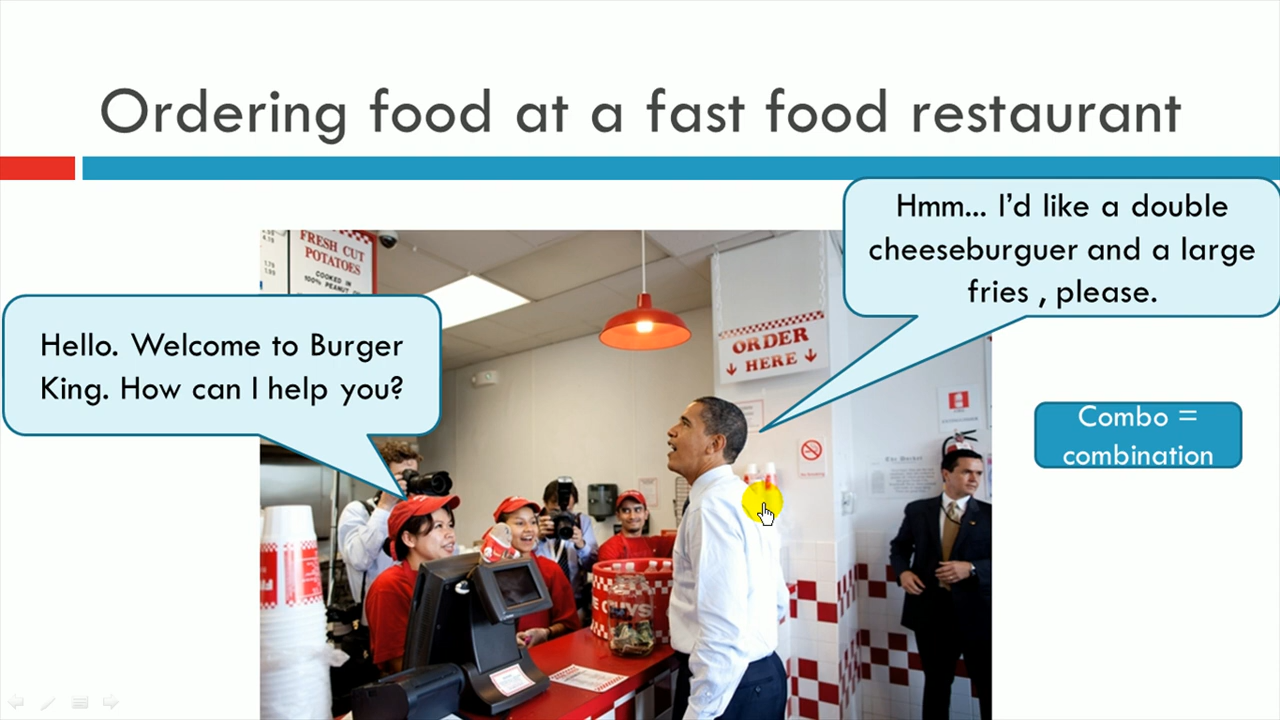 Ordering food at a fast food restaurant
Hmm... I'd like a double
cheeseburguer and a large
fries , please.
FRESH CUT
POTATOES
COOKED IN
100% PEANUT
Hello. Welcome to Burger
King. How can I help you?
ORDER
HERE
Combo =
combination
GUYS